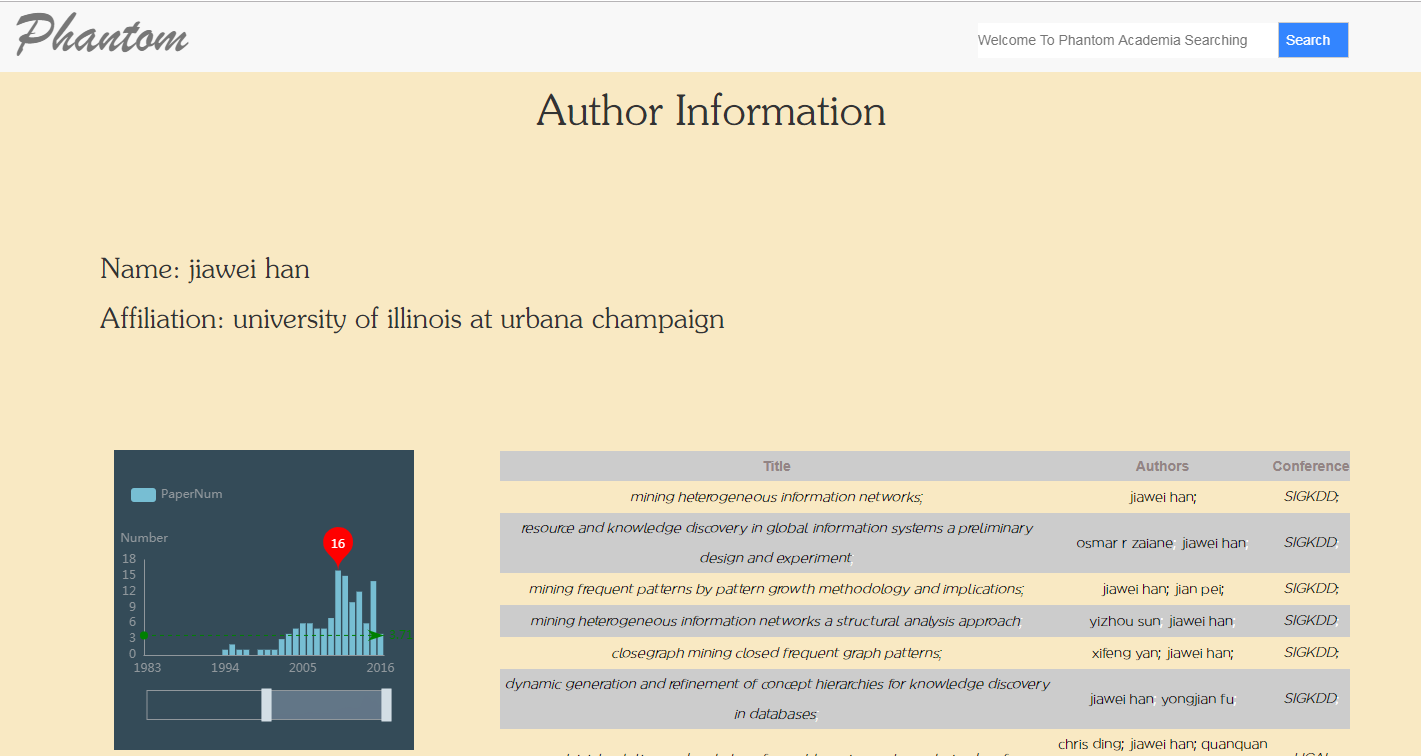 Phantom
Welcome To Phantom Academia Searching
Search
Author Information
Name: jiawei han
Affiliation: university of illinois at urbana champaign
PaperNum
Number
18
15
12
9
6
3
0
16
1983 1994 2005 2016
Title Authors Conference
mining heterogeneous information networks; jiawei han; SIGKDD;
resource and knowledge discovery in global information systems a preliminary
design and experiment; osmar r zaiane; jiawei han; SIGKDD;
mining frequent patterns by pattern growth methodology and implications; jiawei han; jian pei; SIGKDD;
mining heterogeneous information networks a structural analysis approach; yizhou sun; jiawei han; SIGKDD;
closegraph mining closed frequent graph patterns; xifeng yan; jiawei han; SIGKDD;
dynamic generation and refinement of concept hierarchies for knowledge discovery
in databases; jiawei han; yongjian fu; SIGKDD;
chris ding; jiawei han; quanquan